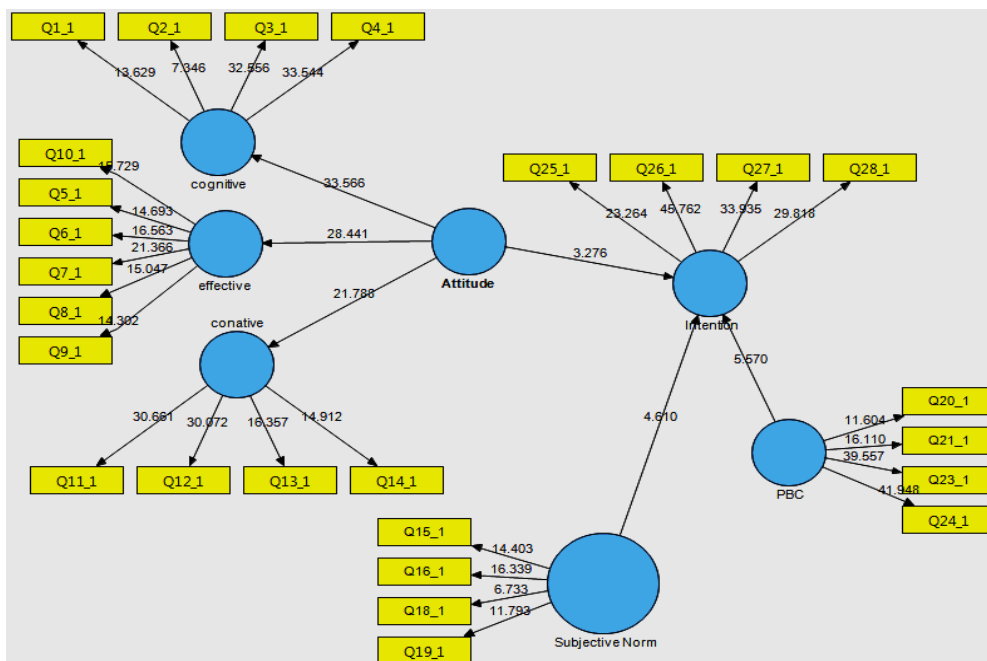 Q1_1
Q2_1
Q3_1
Q4_1
13.629
7.346
32.556
33.544
cognitive
Q10_1
Q5_1
Q6_1
Q7_1
Q8_1
Q9_1
15.729
14.693
16.563
21.366
15.047
14.302
effective
33.566
28.441
21.788
Attitude
3.276
Q25_1
Q26_1
Q27_1
Q28_1
23.264
45.762
33.935
29.818
Intention
conative
30.661
30.072
16.357
14.912
Q11_1
Q12_1
Q13_1
Q14_1
4.610
5.570
Q20_1
Q21_1
Q23_1
Q24_1
11.604
16.110
39.557
41.948
PBC
Q15_1
Q16_1
Q18_1
Q19_1
14.403
16.339
6.733
11.793
Subjective Norm